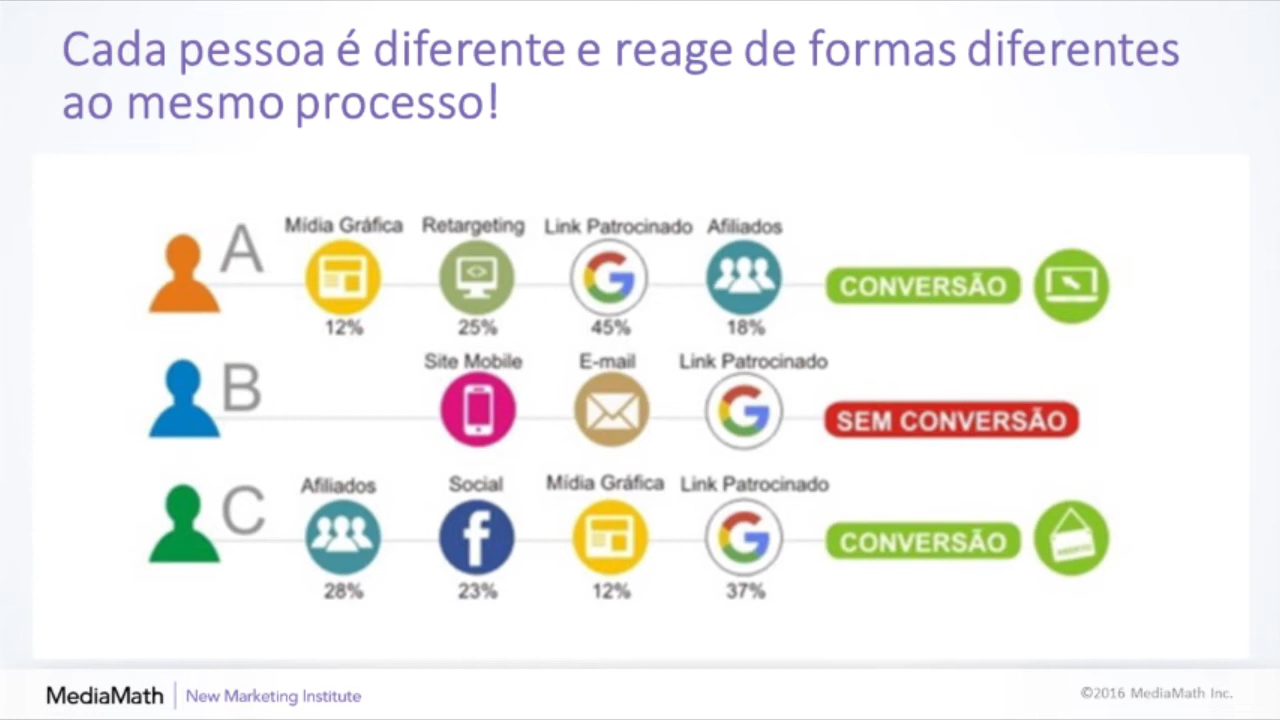 Cada pessoa é diferente e reage de formas diferentes
ao mesmo processo!
A
Mídia Gráfica Retargeting Link Patrocinado Afiliados
CONVERSÃO
12% 25% 45% 18%
B
Site Mobile E-mail Link Patrocinado
SEM CONVERSÃO
C
Afiliados Social Mídia Gráfica Link Patrocinado
CONVERSÃO
28% 23% 12% 37%
MediaMath New Marketing Institute
©2016 MediaMath Inc.